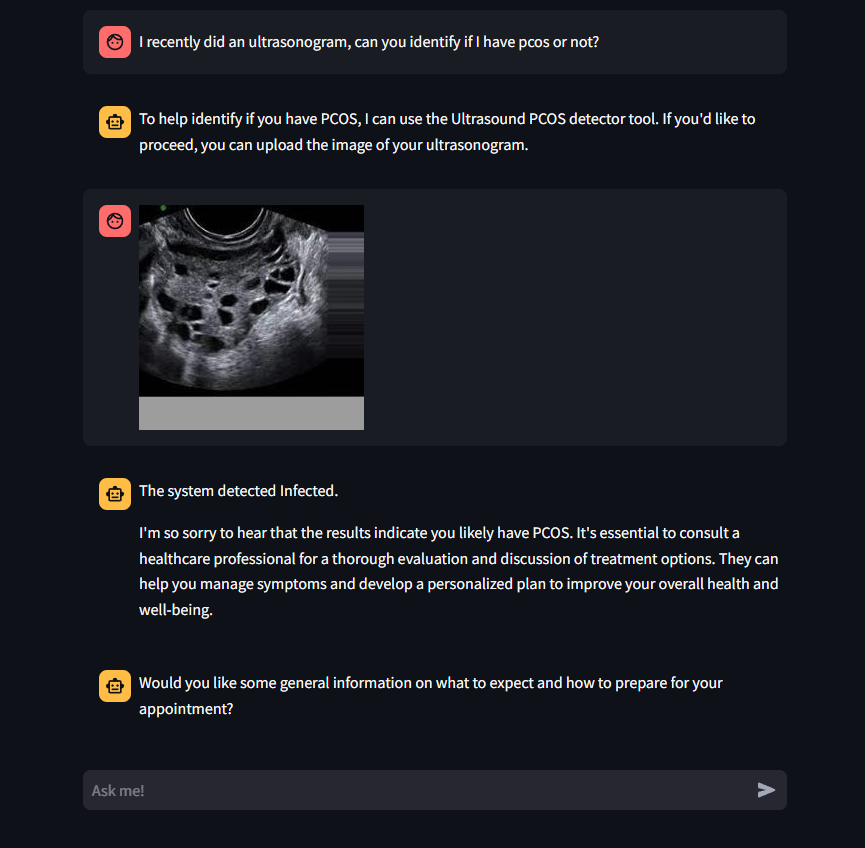 I recently did an ultrasonogram, can you identify if I have pcos or not?
To help identify if you have PCOS, I can use the Ultrasound PCOS detector tool. If you'd like to
proceed, you can upload the image of your ultrasonogram.
The system detected Infected.
I'm so sorry to hear that the results indicate you likely have PCOS. It's essential to consult a
healthcare professional for a thorough evaluation and discussion of treatment options. They can
help you manage symptoms and develop a personalized plan to improve your overall health and
well-being.
Would you like some general information on what to expect and how to prepare for your
appointment?
Ask me!